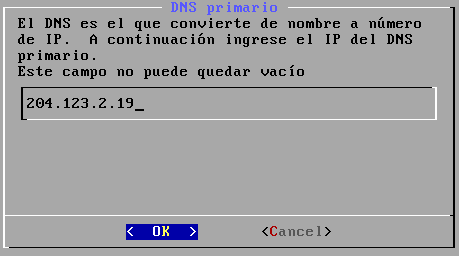 DNS primario
El DNS es el que convierte de nombre a número
de IP.  A continuación ingrese el IP del DNS
primario.
Este campo no puede quedar vacío
204.123.2.19_
<  OK  > <Cancel>